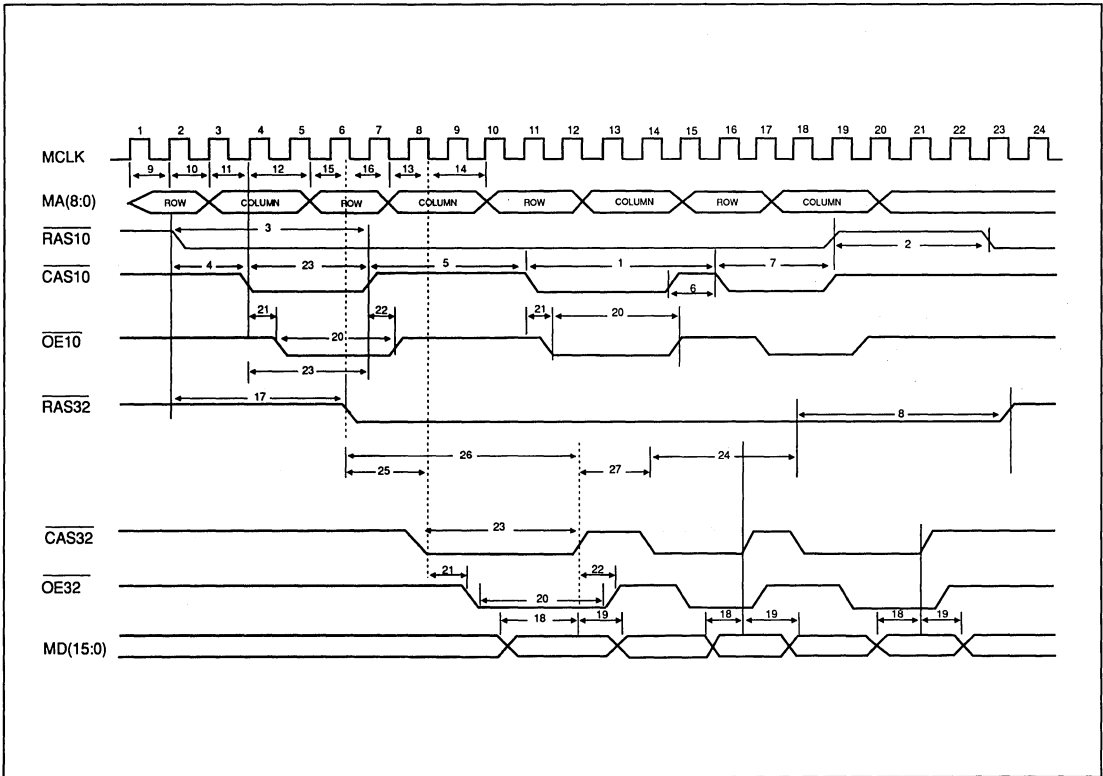 1 2 3 4 5 6 7 8 9 10 11 12 13 14 15 16 17 18 19 20 21 22 23 24
MCLK
9 10 11 12 15 16 13 14
MA(8:0) ROW COLUMN ROW COLUMN ROW COLUMN ROW COLUMN
RAS10 3 2
4 23 5 1 7
CAS10
6
21 22 21 20
OE10 20
23
17
RAS32 8
26 24
25 27
23
CAS32
21 22
OE32 20
18 19 18 19 18 19
MD(15:0)